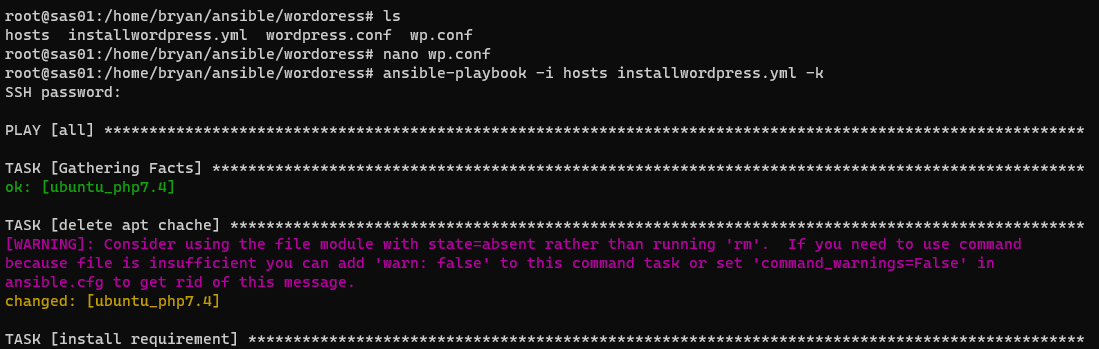 root@sas01:/home/bryan/ansible/wordoress# ls
hosts  installwordpress.yml  wordpress.conf  wp.conf
root@sas01:/home/bryan/ansible/wordoress# nano wp.conf
root@sas01:/home/bryan/ansible/wordoress# ansible-playbook -i hosts installwordpress.yml -k
SSH password:
PLAY [all] *************************************************************************************************************
TASK [Gathering Facts] *************************************************************************************************
ok: [ubuntu_php7.4]
TASK [delete apt chache] ***********************************************************************************************
[WARNING]: Consider using the file module with state=absent rather than running 'rm'.  If you need to use command
because file is insufficient you can add 'warn: false' to this command task or set 'command_warnings=False' in
ansible.cfg to get rid of this message.
changed: [ubuntu_php7.4]
TASK [install requirement] *********************************************************************************************